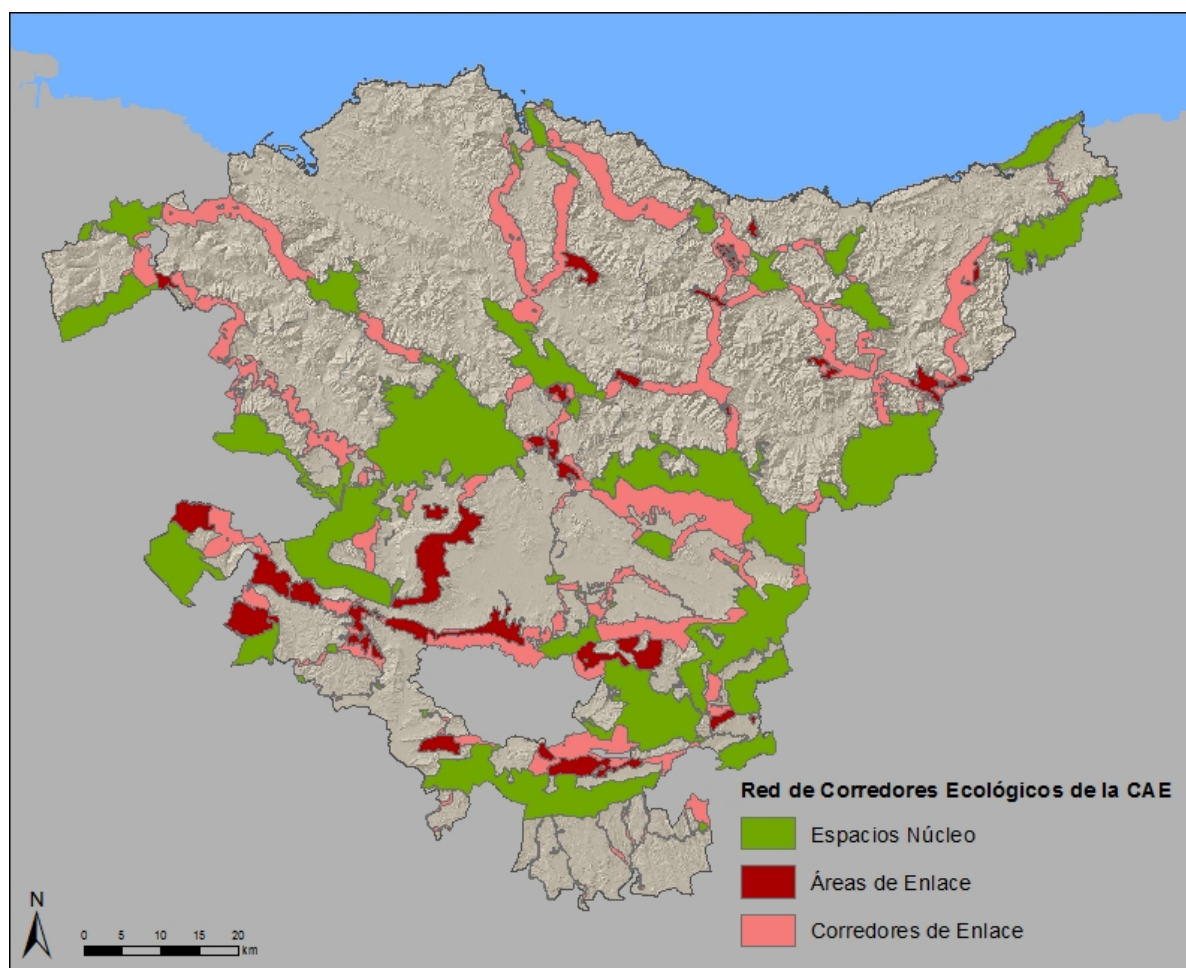 Red de Corredores Ecológicos de la CAE
Espacios Núcleo
Áreas de Enlace
Corredores de Enlace
N
0 5 10 15 20
km